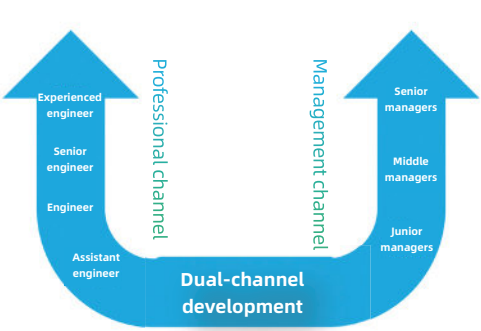 Experienced
engineer
Senior
engineer
Engineer
Assistant
engineer
Professional channel
Management channel
Senior
managers
Middle
managers
Junior
managers
Dual-channel
development